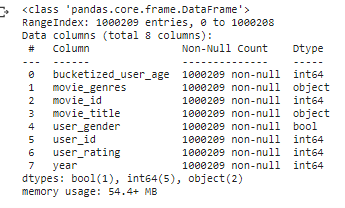 <class 'pandas.core.frame.DataFrame'>
RangeIndex: 1000209 entries, 0 to 1000208
Data columns (total 8 columns):
 #   Column               Non-Null Count    Dtype
---  ------               --------------    -----
 0   bucketized_user_age  1000209 non-null  int64
 1   movie_genres         1000209 non-null  object
 2   movie_id             1000209 non-null  int64
 3   movie_title          1000209 non-null  object
 4   user_gender          1000209 non-null  bool
 5   user_id              1000209 non-null  int64
 6   user_rating          1000209 non-null  int64
 7   year                 1000209 non-null  int64
dtypes: bool(1), int64(5), object(2)
memory usage: 54.4+ MB